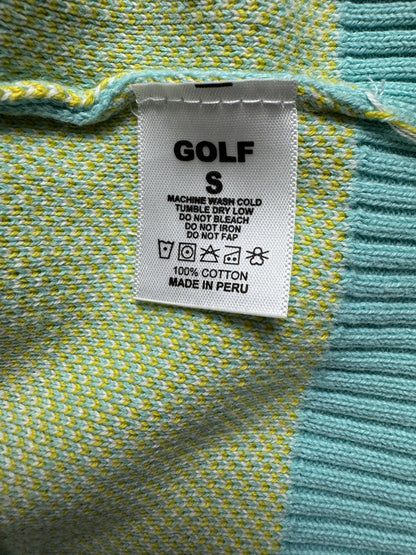 GOLF
S
MACHINE WASH COLD
TUMBLE DRY LOW
DO NOT BLEACH
DO NOT IRON
DO NOT FAP
100% COTTON
MADE IN PERU